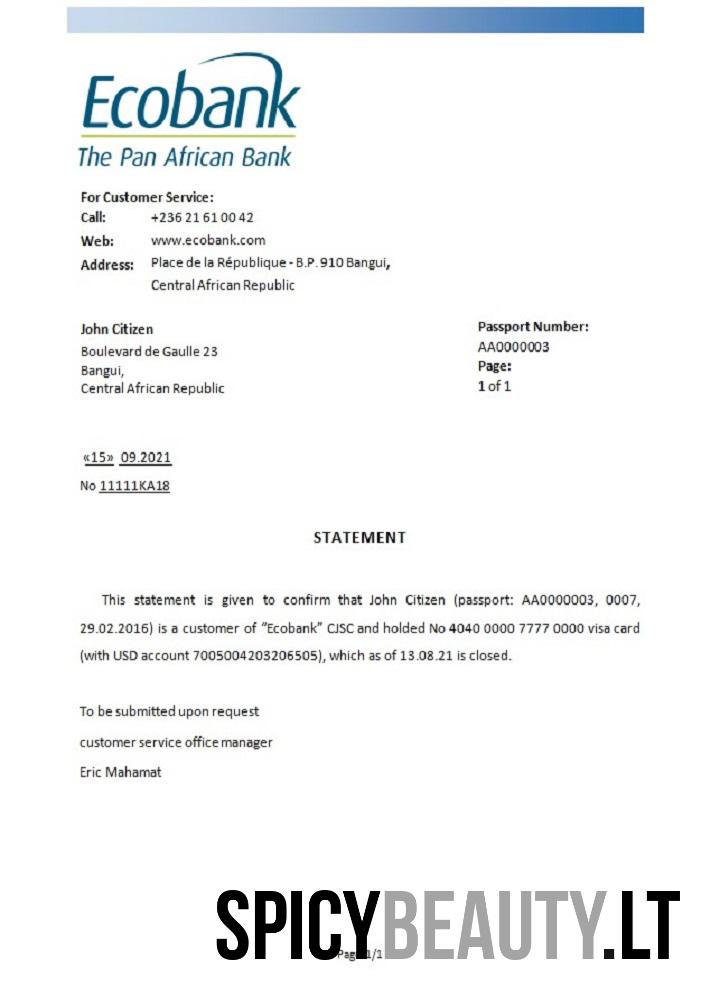 Ecobank
The Pan African Bank
For Customer Service:
Call: +236 21 61 00 42
Web: www.ecobank.com
Address: Place de la République - B.P. 910 Bangui,
Central African Republic
John Citizen
Boulevard de Gaulle 23
Bangui,
Central African Republic
Passport Number:
AA0000003
Page:
1 of 1
«15» 09.2021
No 11111KA18
STATEMENT
This statement is given to confirm that John Citizen (passport: AA0000003, 0007,
29.02.2016) is a customer of “Ecobank” CJSC and holded No 4040 0000 7777 0000 visa card
(with USD account 7005004203206505), which as of 13.08.21 is closed.
To be submitted upon request
customer service office manager
Eric Mahamat
SPICYBEAUTY.LT
1/1